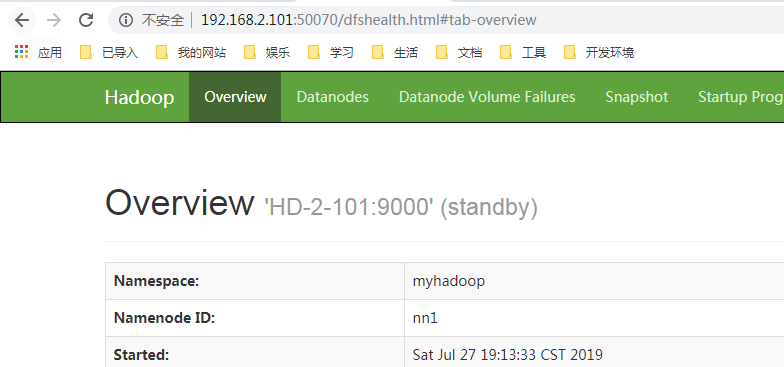 不安全 | 192.168.2.101:50070/dfshealth.html#tab-overview
应用 已导入 我的网站 娱乐 学习 生活 文档 工具 开发环境
Hadoop Overview Datanodes Datanode Volume Failures Snapshot Startup Prog
Overview 'HD-2-101:9000' (standby)
Namespace: myhadoop
Namenode ID: nn1
Started: Sat Jul 27 19:13:33 CST 2019